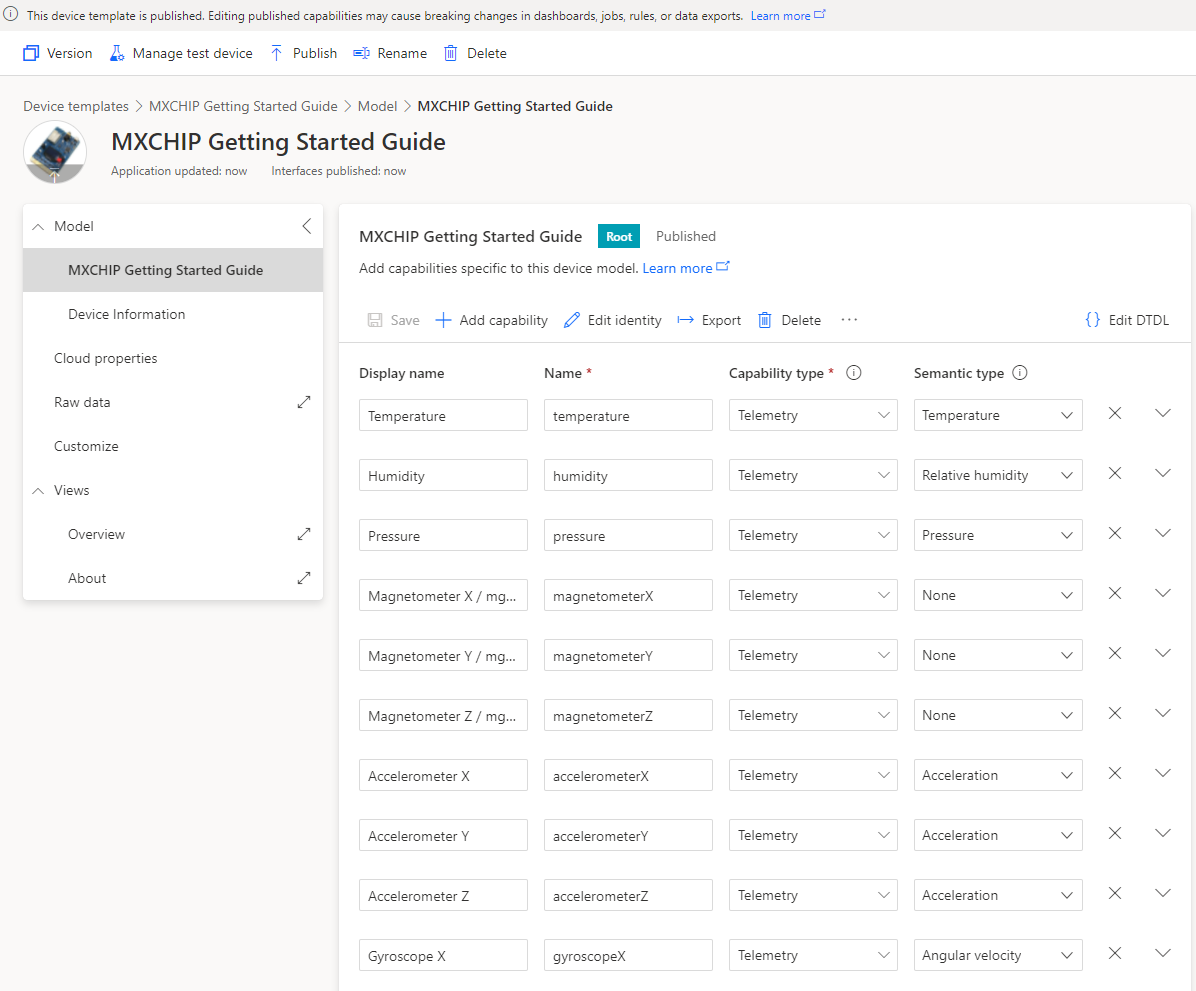 This device template is published. Editing published capabilities may cause breaking changes in dashboards, jobs, rules, or data exports. Learn more
Version Manage test device Publish Rename Delete
Device templates > MXCHIP Getting Started Guide > Model > MXCHIP Getting Started Guide
MXCHIP Getting Started Guide
Application updated: now Interfaces published: now
Model
MXCHIP Getting Started Guide
Device Information
Cloud properties
Raw data
Customize
Views
Overview
About
MXCHIP Getting Started Guide Root Published
Add capabilities specific to this device model. Learn more
Save Add capability Edit identity Export Delete ... {} Edit DTDL
Display name Name * Capability type * Semantic type
Temperature temperature Telemetry Temperature
Humidity humidity Telemetry Relative humidity
Pressure pressure Telemetry Pressure
Magnetometer X / mg... magnetometerX Telemetry None
Magnetometer Y / mg... magnetometerY Telemetry None
Magnetometer Z / mg... magnetometerZ Telemetry None
Accelerometer X accelerometerX Telemetry Acceleration
Accelerometer Y accelerometerY Telemetry Acceleration
Accelerometer Z accelerometerZ Telemetry Acceleration
Gyroscope X gyroscopeX Telemetry Angular velocity